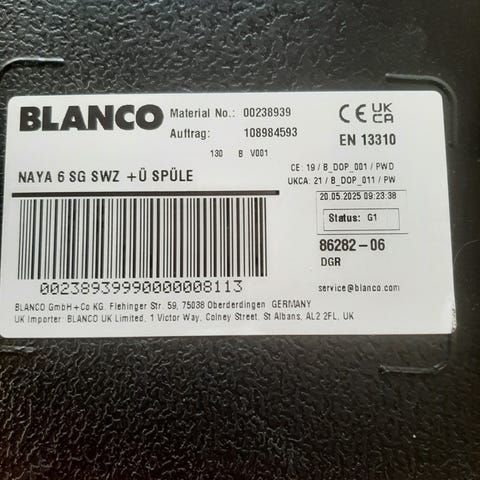 BLANCO
Material No.: 00238939
Auftrag: 108984593
130 B V001
CE UK CA
EN 13310
NAYA 6 SG SWZ +Ü SPÜLE
CE: 19 / B_DOP_001 / PWD
UKCA: 21 / B_DOP_011 / PW
20.05.2025 09:23:38
Status: G1
86282-06
DGR
00238939990000008113
service@blanco.com
BLANCO GmbH+Co KG. Flehinger Str. 59, 75038 Oberderdingen GERMANY
UK Importer: BLANCO UK Limited, 1 Victor Way, Colney Street, St Albans, AL2 2FL, UK